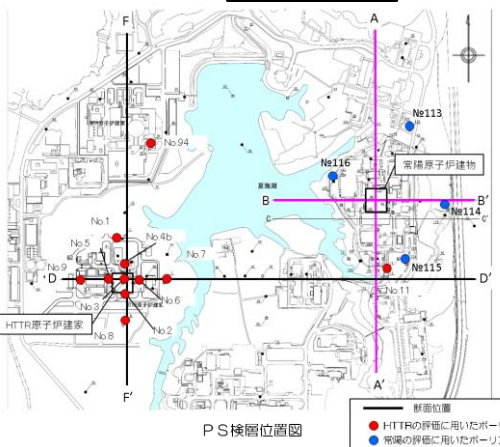 F
A
№113
No.94
№116
常陽原子炉建物
夏海湖
B
B'
№114
C
C'
No.1
No.4b
No.5
No.7
№115
No.9
D
D'
No.3
No.6
No.11
HTTR原子炉建家
No.2
No.8
F'
A'
PS検層位置図
断面位置
HTTRの評価に用いたボー
常陽の評価に用いたボーリン